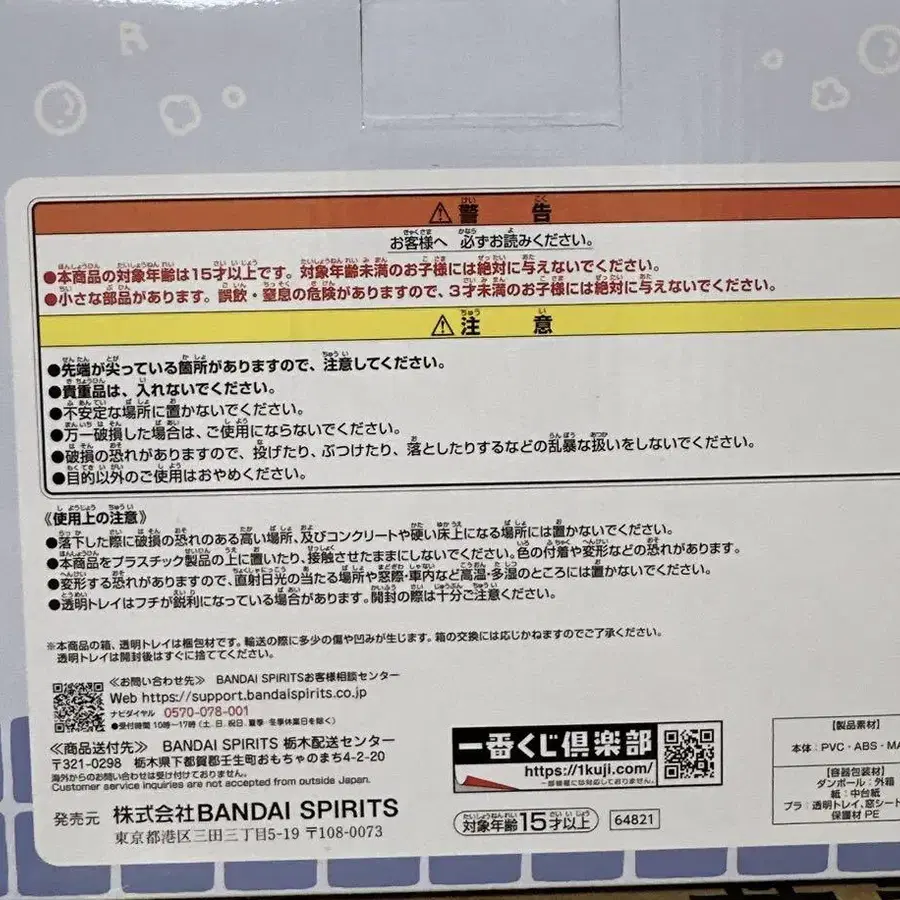 ⚠警 告
お客様へ 必ずお読みください。
●本商品の対象年齢は15才以上です。対象年齢未満のお子様には絶対に与えないでください。
●小さな部品があります。誤飲・窒息の危険がありますので、3才未満のお子様には絶対に与えないでください。
⚠注 意
●先端が尖っている箇所がありますので、注意してください。
●貴重品は、入れないでください。
●不安定な場所に置かないでください。
●万一破損した場合は、ご使用にならないでください。
●破損の恐れがありますので、投げたり、ぶつけたり、落としたりするなどの乱暴な扱いをしないでください。
●目的以外のご使用はおやめください。
《使用上の注意》
●落下した際に破損の恐れのある高い場所、及びコンクリートや硬い床上になる場所には置かないでください。
●本商品をプラスチック製品の上に置いたり、接触させたままにしないでください。色の付着や変形などの恐れがあります。
●変形する恐れがありますので、直射日光の当たる場所や窓際・車内など高温・多湿のところには置かないでください。
●透明トレイはフチが鋭利になっている場合があります。開封の際は十分ご注意ください。
※本商品の箱、透明トレイは梱包材です。輸送の際に多少の傷や凹みが生じます。箱の交換には応じかねますのでご了承ください。
透明トレイは開封後はすぐに捨ててください。
《お問い合わせ先》 BANDAI SPIRITSお客様相談センター
Web https://support.bandaispirits.co.jp
ナビダイヤル 0570-078-001
●受付時間 10時~17時(土、日、祝日、夏季・冬季休業日を除く)
《商品送付先》 BANDAI SPIRITS 栃木配送センター
〒321-0298 栃木県下都賀郡壬生町おもちゃのまち4-2-20
海外からのお問い合わせは受け付けておりません。
Customer service inquiries are not accepted from outside Japan.
発売元 株式会社BANDAI SPIRITS
東京都港区三田三丁目5-19 〒108-0073
一番くじ倶楽部
https://1kuji.com/
一部機種には対応しておりません。
対象年齢15才以上
64821
【製品素材】
本体:PVC・ABS・MA
【容器包装材】
ダンボール:外箱
紙:中台紙
プラ:透明トレイ、窓シート
保護材 PE